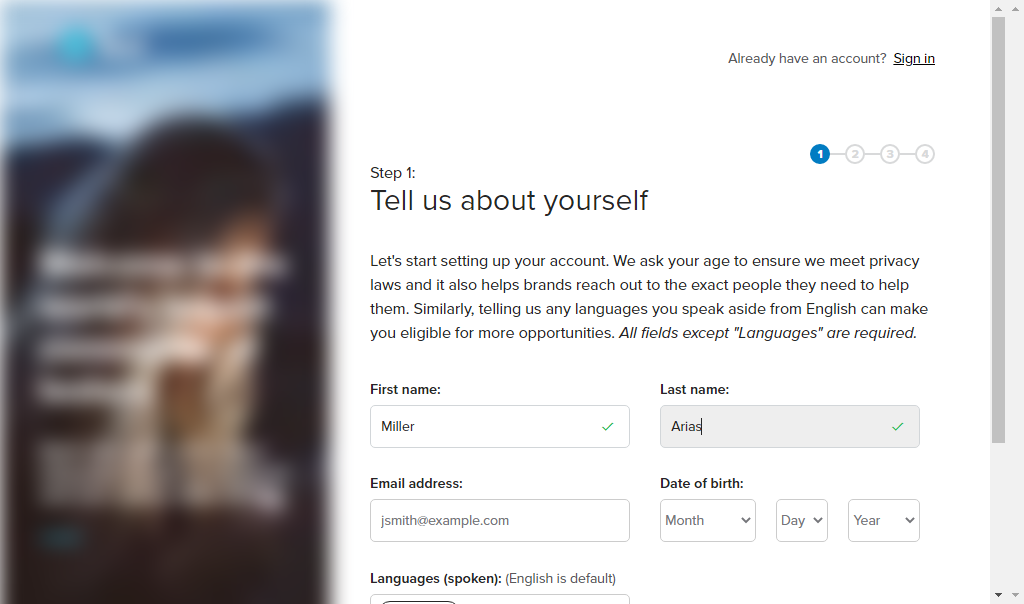 Already have an account? Sign in
1 2 3 4
Step 1:
Tell us about yourself
Let's start setting up your account. We ask your age to ensure we meet privacy
laws and it also helps brands reach out to the exact people they need to help
them. Similarly, telling us any languages you speak aside from English can make
you eligible for more opportunities. All fields except "Languages" are required.
First name:
Last name:
Miller
Arias
Email address:
Date of birth:
jsmith@example.com
Month
Day
Year
Languages (spoken): (English is default)